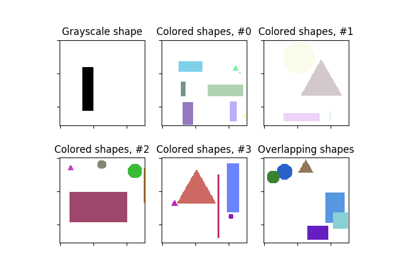 Grayscale shape
Colored shapes, #0
Colored shapes, #1
Colored shapes, #2
Colored shapes, #3
Overlapping shapes